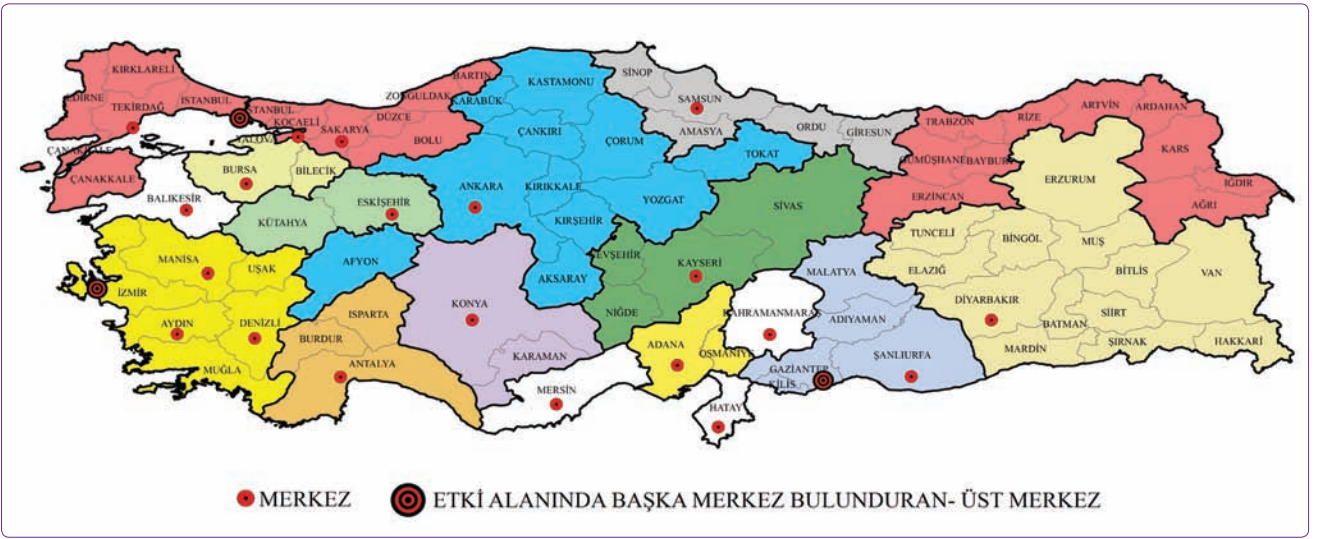 SİNOP
KIRKLARELİ
BARTIN
KASTAMONU
EDİRNE
TEKİRDAĞ
İSTANBUL
ZONGULDAK
KARABÜK
SAMSUN
ARTVİN
ARDAHAN
İSTANBUL
KOCAELİ
SAKARYA
DÜZCE
BOLU
ÇANKIRI
ÇORUM
AMASYA
ORDU
GİRESUN
TRABZON
RİZE
YALOVA
ÇANAKKALE
TOKAT
GÜMÜŞHANE
BAYBURT
KARS
ÇANAKKALE
BURSA
BİLECİK
ERZURUM
IĞDIR
BALIKESİR
ESKİŞEHİR
ANKARA
KIRIKKALE
YOZGAT
SİVAS
ERZİNCAN
AĞRI
KÜTAHYA
KIRŞEHİR
TUNCELİ
BİNGÖL
MUŞ
MANİSA
UŞAK
AFYON
NEVŞEHİR
KAYSERİ
MALATYA
ELAZIĞ
BİTLİS
VAN
İZMİR
AKSARAY
KONYA
DİYARBAKIR
ISPARTA
NİĞDE
KAHRAMANMARAŞ
ADIYAMAN
BATMAN
SİİRT
AYDIN
DENİZLİ
BURDUR
ADANA
OSMANİYE
ŞANLIURFA
MARDİN
ŞIRNAK
HAKKARİ
MUĞLA
ANTALYA
KARAMAN
GAZİANTEP
KİLİS
MERSİN
HATAY
MERKEZ
ETKİ ALANINDA BAŞKA MERKEZ BULUNDURAN- ÜST MERKEZ